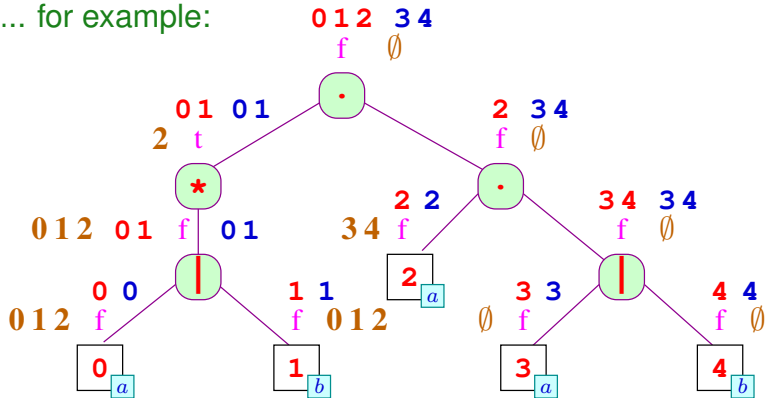 ... for example:
0 1 2 3 4
f ∅
.
0 1 0 1
2 t
*
2 3 4
f ∅
.
0 1 2 0 1 f 0 1
|
2 2
3 4 f
2
a
3 4 3 4
f ∅
|
0 0
0 1 2 f
0
a
1 1
f 0 1 2
1
b
3 3
∅ f
3
a
4 4
f ∅
4
b